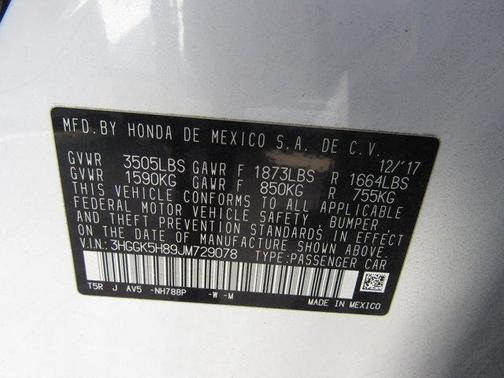 MFD.BY HONDA DE MEXICO S.A. DE C.V.
12/'17
GVWR 3505LBS GAWR F 1873LBS R 1664LBS
GVWR 1590KG GAWR F 850KG R 755KG
THIS VEHICLE CONFORMS TO ALL APPLICABLE
FEDERAL MOTOR VEHICLE SAFETY, BUMPER, AND
THEFT PREVENTION STANDARDS IN EFFECT ON
THE DATE OF MANUFACTURE SHOWN ABOVE.
V.I.N.: 3HGGK5H89JM729078 TYPE:PASSENGER CAR
T5R J AV5 -NH788P -W -M
MADE IN MEXICO